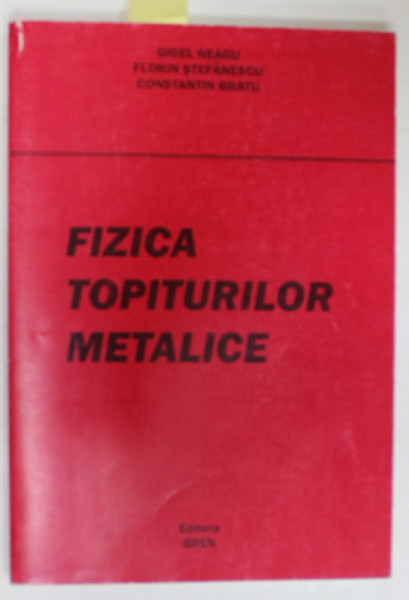 GIGEL NEAGU
FLORIN ŞTEFĂNESCU
CONSTANTIN BRATU
FIZICA
TOPITURILOR
METALICE
Editura
BREN